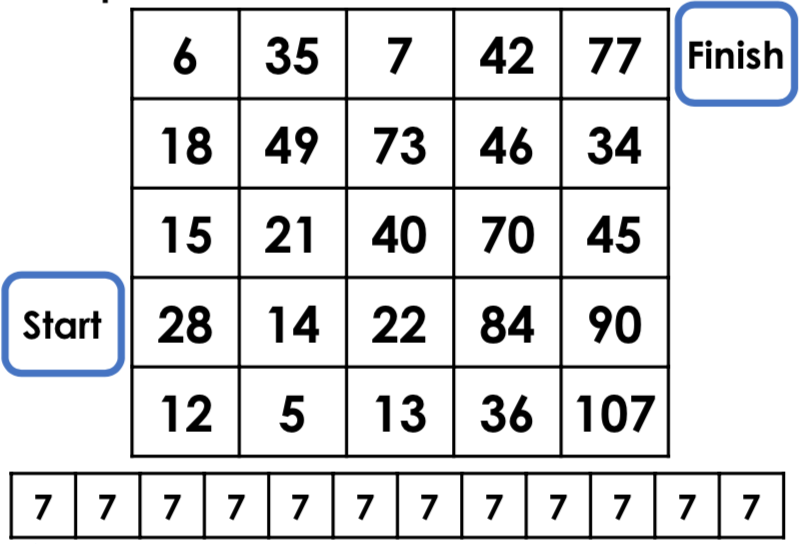 6 35 7 42 77 Finish
18 49 73 46 34
15 21 40 70 45
Start 28 14 22 84 90
12 5 13 36 107
7 7 7 7 7 7 7 7 7 7 7 7